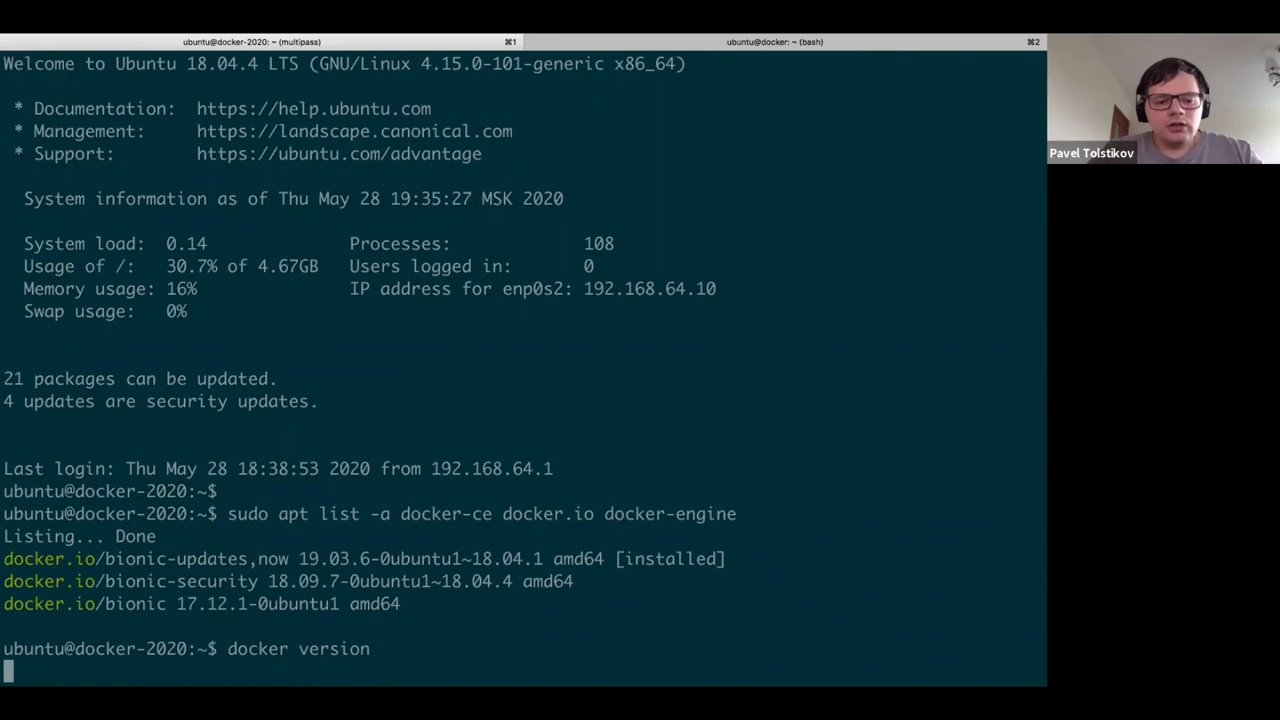 ubuntu@docker-2020: ~ (multipass) ⌘1 ubuntu@docker: ~ (bash) ⌘2
Welcome to Ubuntu 18.04.4 LTS (GNU/Linux 4.15.0-101-generic x86_64)
* Documentation: https://help.ubuntu.com
* Management: https://landscape.canonical.com
* Support: https://ubuntu.com/advantage
Pavel Tolstikov
System information as of Thu May 28 19:35:27 MSK 2020
System load: 0.14 Processes: 108
Usage of /: 30.7% of 4.67GB Users logged in: 0
Memory usage: 16% IP address for enp0s2: 192.168.64.10
Swap usage: 0%
21 packages can be updated.
4 updates are security updates.
Last login: Thu May 28 18:38:53 2020 from 192.168.64.1
ubuntu@docker-2020:~$
ubuntu@docker-2020:~$ sudo apt list -a docker-ce docker.io docker-engine
Listing... Done
docker.io/bionic-updates,now 19.03.6-0ubuntu1~18.04.1 amd64 [installed]
docker.io/bionic-security 18.09.7-0ubuntu1~18.04.4 amd64
docker.io/bionic 17.12.1-0ubuntu1 amd64
ubuntu@docker-2020:~$ docker version